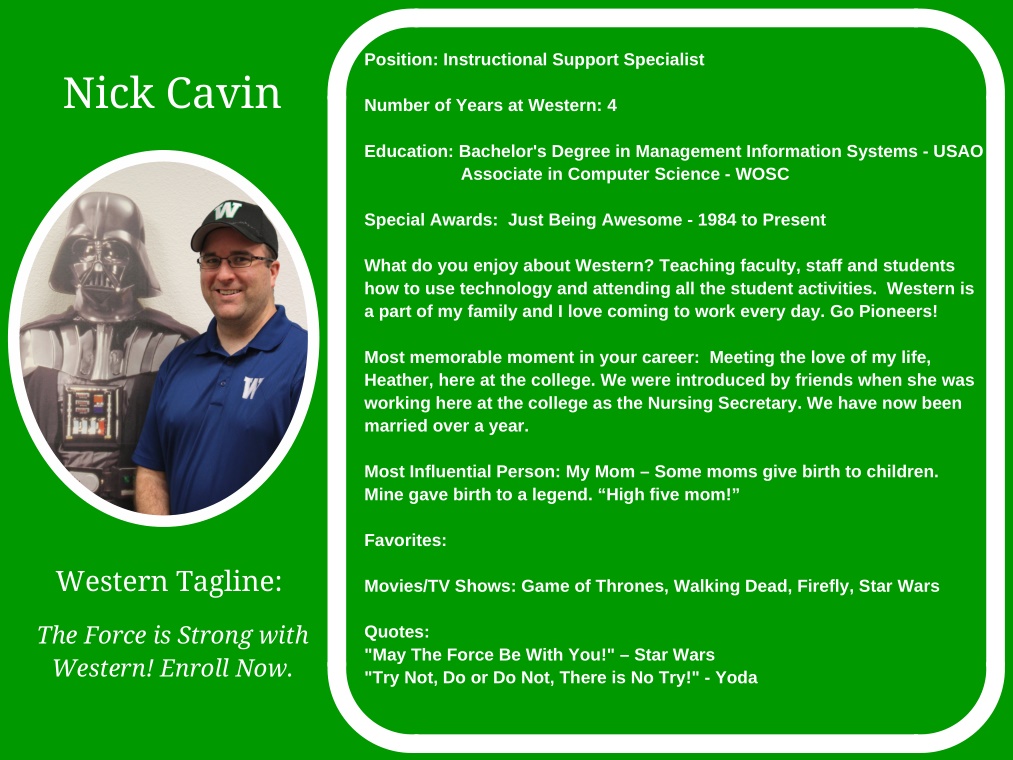 Nick Cavin
W
W
Western Tagline:
The Force is Strong with
Western! Enroll Now.
Position: Instructional Support Specialist
Number of Years at Western: 4
Education: Bachelor's Degree in Management Information Systems - USAO
Associate in Computer Science - WOSC
Special Awards:  Just Being Awesome - 1984 to Present
What do you enjoy about Western? Teaching faculty, staff and students
how to use technology and attending all the student activities.  Western is
a part of my family and I love coming to work every day. Go Pioneers!
Most memorable moment in your career:  Meeting the love of my life,
Heather, here at the college. We were introduced by friends when she was
working here at the college as the Nursing Secretary. We have now been
married over a year.
Most Influential Person: My Mom – Some moms give birth to children.
Mine gave birth to a legend. “High five mom!”
Favorites:
Movies/TV Shows: Game of Thrones, Walking Dead, Firefly, Star Wars
Quotes:
"May The Force Be With You!" – Star Wars
"Try Not, Do or Do Not, There is No Try!" - Yoda